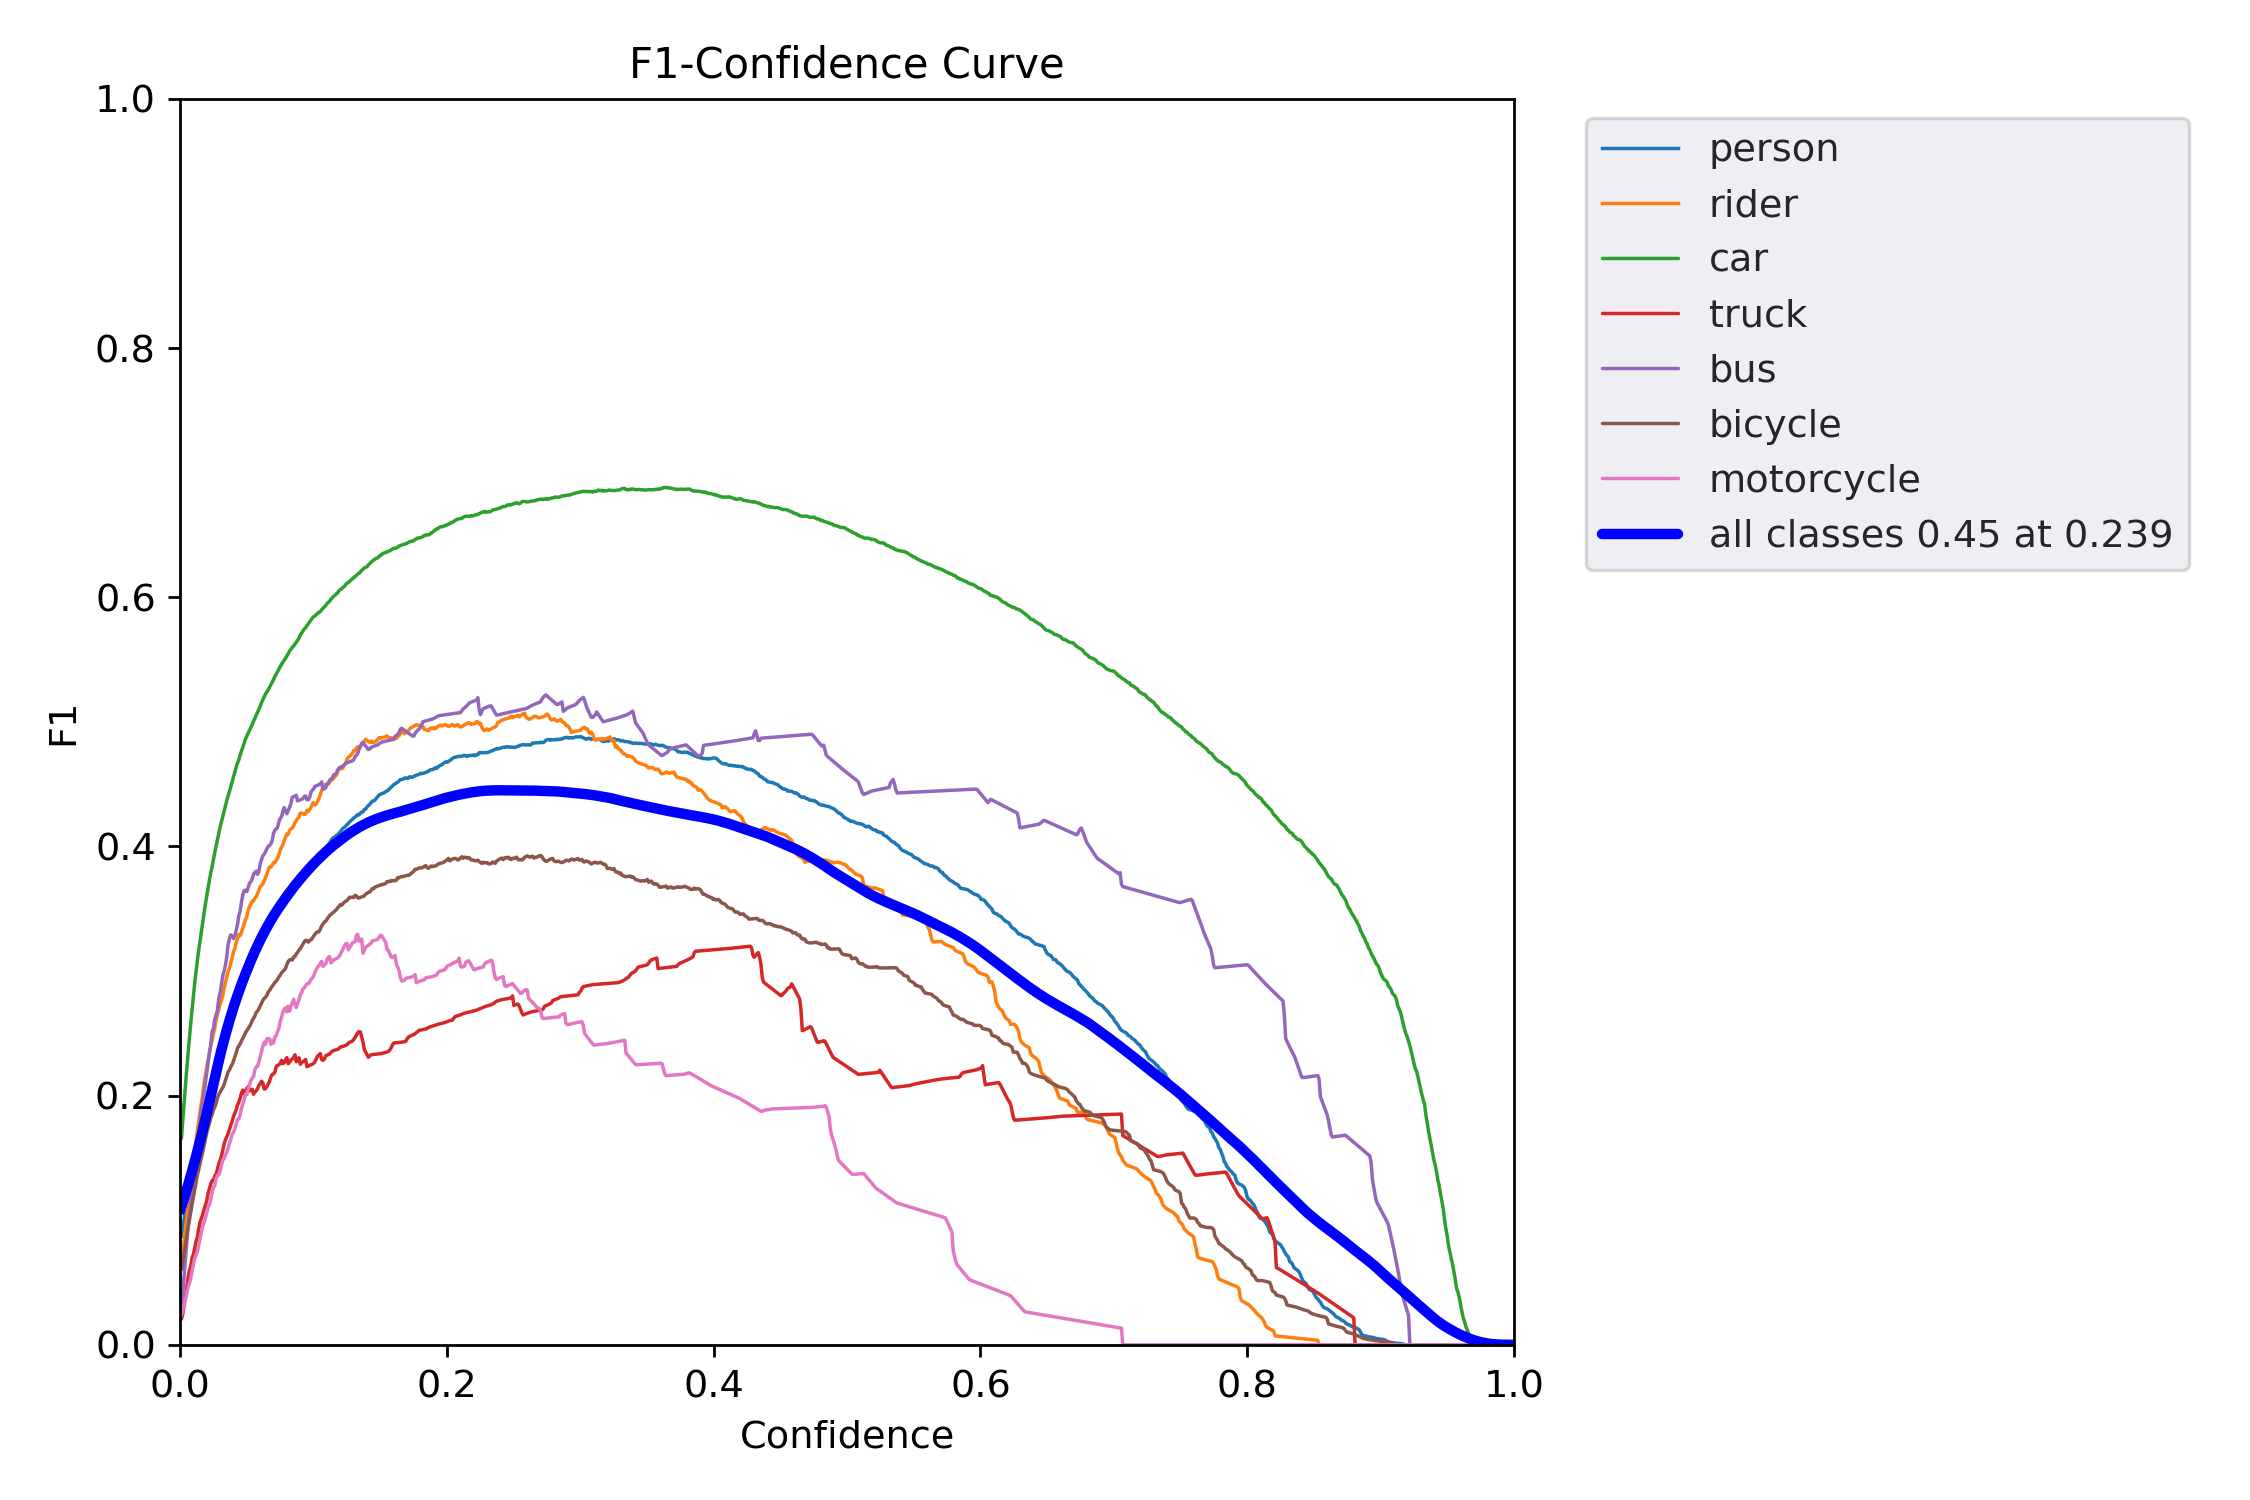 F1-Confidence Curve
1.0
0.8
0.6
0.4
0.2
0.0
F1
0.0 0.2 0.4 0.6 0.8 1.0
Confidence
person
rider
car
truck
bus
bicycle
motorcycle
all classes 0.45 at 0.239